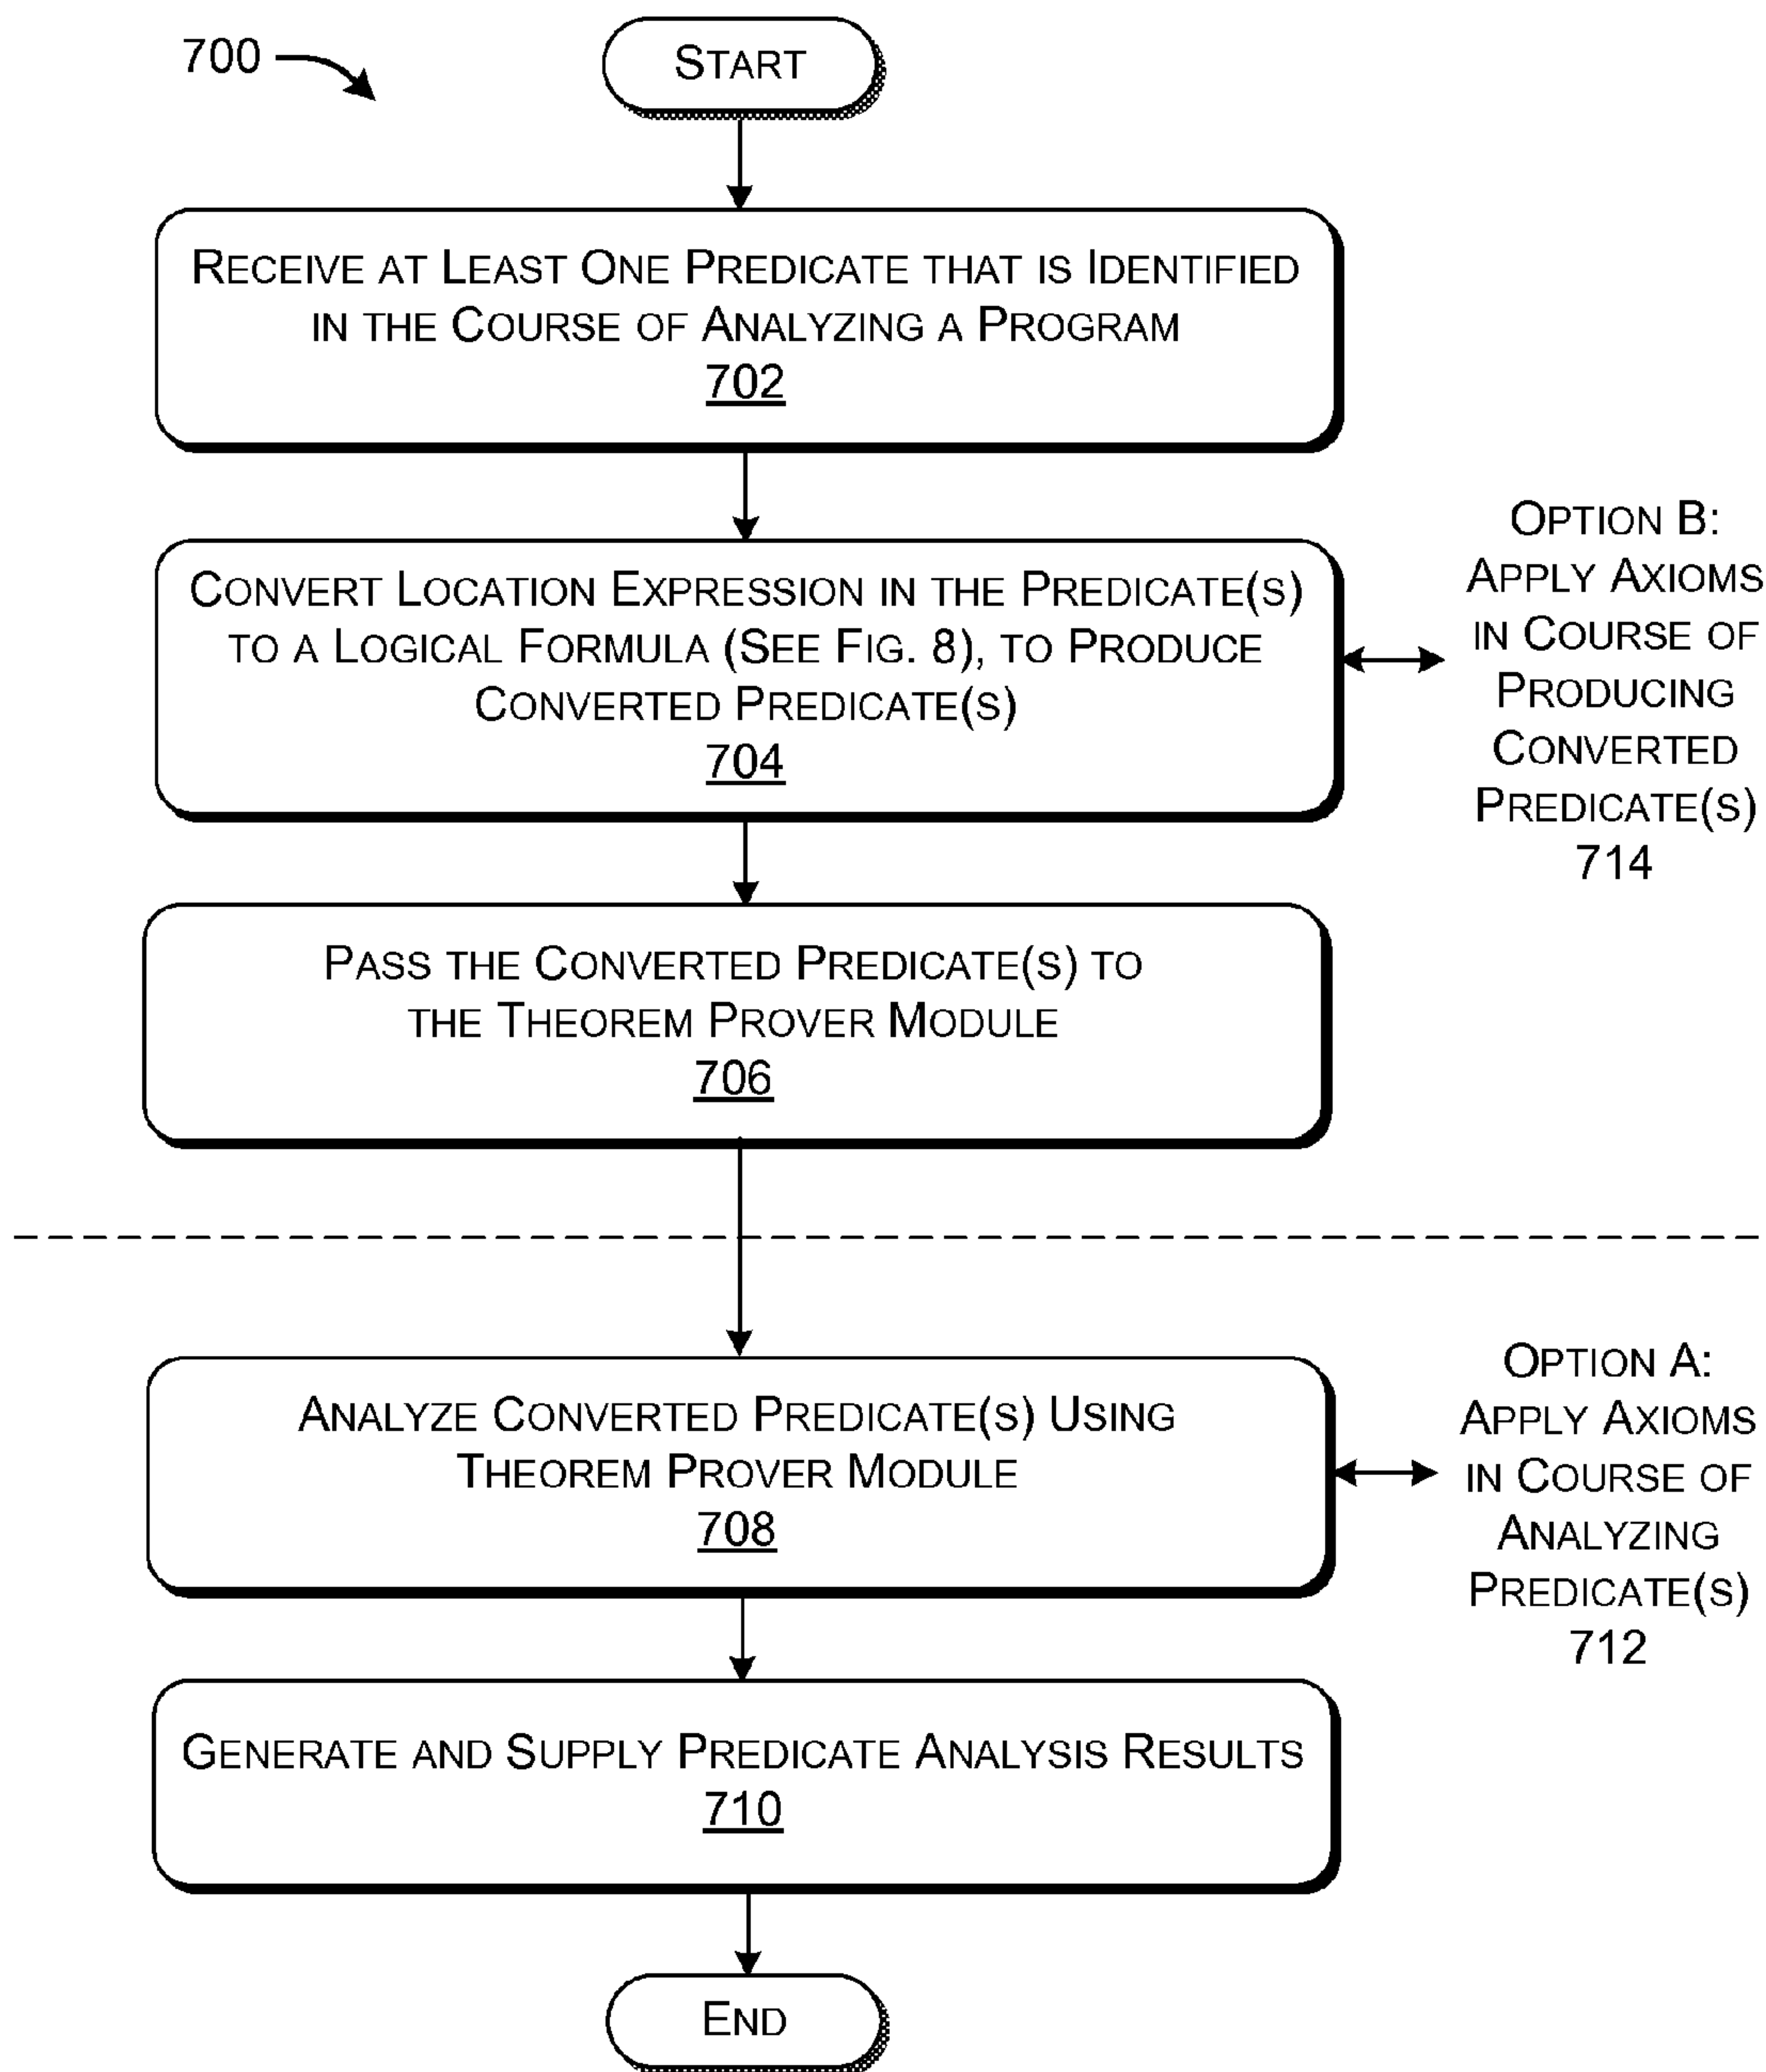 700
START
RECEIVE AT LEAST ONE PREDICATE THAT IS IDENTIFIED
IN THE COURSE OF ANALYZING A PROGRAM
702
CONVERT LOCATION EXPRESSION IN THE PREDICATE(S)
TO A LOGICAL FORMULA (SEE FIG. 8), TO PRODUCE
CONVERTED PREDICATE(S)
704
OPTION B:
APPLY AXIOMS
IN COURSE OF
PRODUCING
CONVERTED
PREDICATE(S)
714
PASS THE CONVERTED PREDICATE(S) TO
THE THEOREM PROVER MODULE
706
ANALYZE CONVERTED PREDICATE(S) USING
THEOREM PROVER MODULE
708
OPTION A:
APPLY AXIOMS
IN COURSE OF
ANALYZING
PREDICATE(S)
712
GENERATE AND SUPPLY PREDICATE ANALYSIS RESULTS
710
END